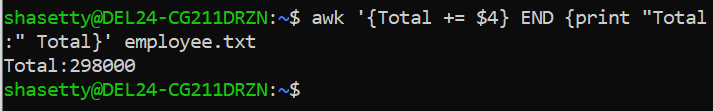 shasetty@DEL24-CG211DRZN:~$ awk '{Total += $4} END {print "Total
:" Total}' employee.txt
Total:298000
shasetty@DEL24-CG211DRZN:~$